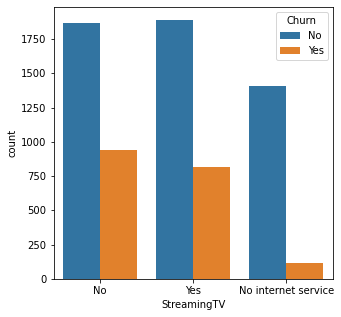 Churn
No
Yes
1750
1500
1250
1000
750
500
250
0
count
No Yes No internet service
StreamingTV